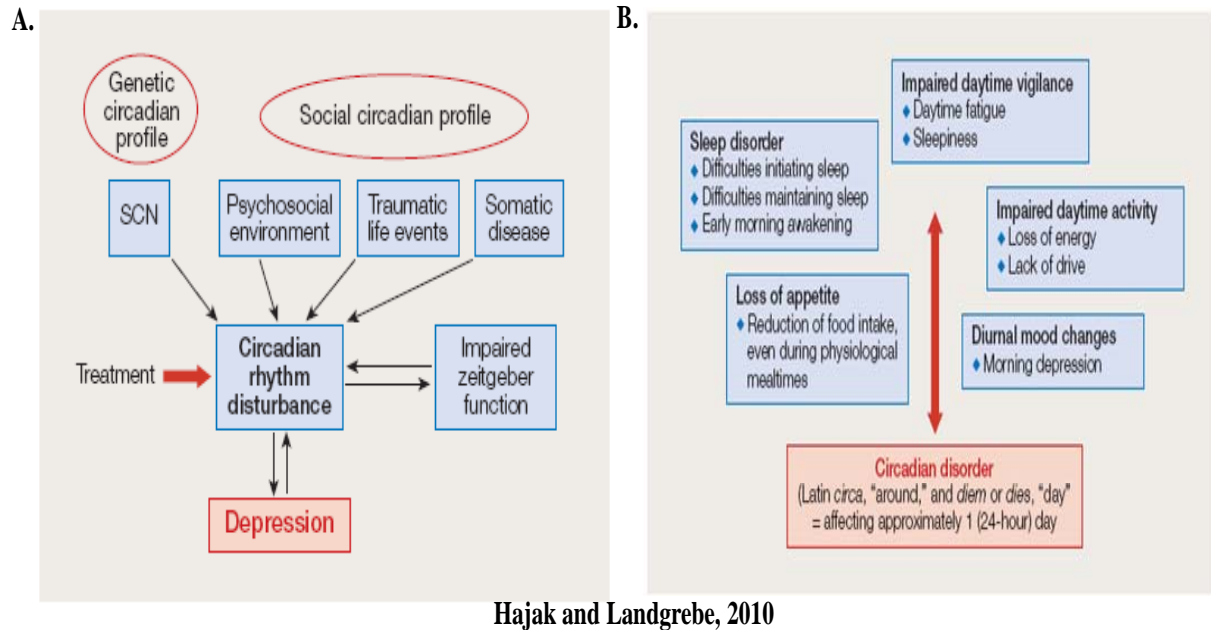 A.
Genetic
circadian
profile
Social circadian profile
SCN
Psychosocial
environment
Traumatic
life events
Somatic
disease
Treatment
Circadian
rhythm
disturbance
Impaired
zeitgeber
function
Depression
B.
Impaired daytime vigilance
◆ Daytime fatigue
◆ Sleepiness
Sleep disorder
◆ Difficulties initiating sleep
◆ Difficulties maintaining sleep
◆ Early morning awakening
Impaired daytime activity
◆ Loss of energy
◆ Lack of drive
Loss of appetite
◆ Reduction of food intake,
even during physiological
mealtimes
Diurnal mood changes
◆ Morning depression
Circadian disorder
(Latin circa, “around,” and diem or dies, “day”
= affecting approximately 1 (24-hour) day
Hajak and Landgrebe, 2010